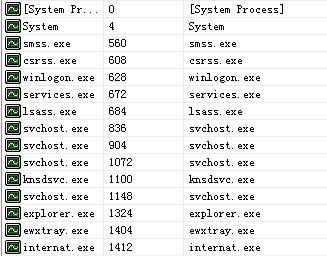 [System Pr... 0 [System Process]
System 4 System
smss.exe 560 smss.exe
csrss.exe 608 csrss.exe
winlogon.exe 628 winlogon.exe
services.exe 672 services.exe
lsass.exe 684 lsass.exe
svchost.exe 836 svchost.exe
svchost.exe 904 svchost.exe
svchost.exe 1072 svchost.exe
knsdsvc.exe 1100 knsdsvc.exe
svchost.exe 1148 svchost.exe
explorer.exe 1324 explorer.exe
ewxtray.exe 1404 ewxtray.exe
internat.exe 1412 internat.exe